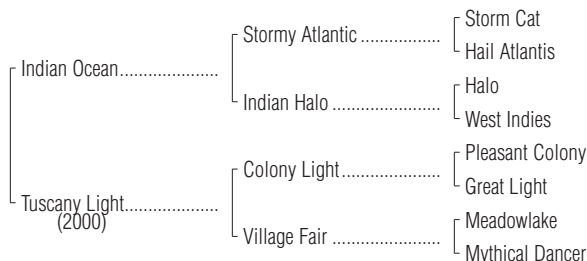 Storm Cat
Stormy Atlantic
Hail Atlantis
Indian Ocean
Halo
Indian Halo
West Indies
Pleasant Colony
Colony Light
Great Light
Tuscany Light
(2000)
Meadowlake
Village Fair
Mythical Dancer